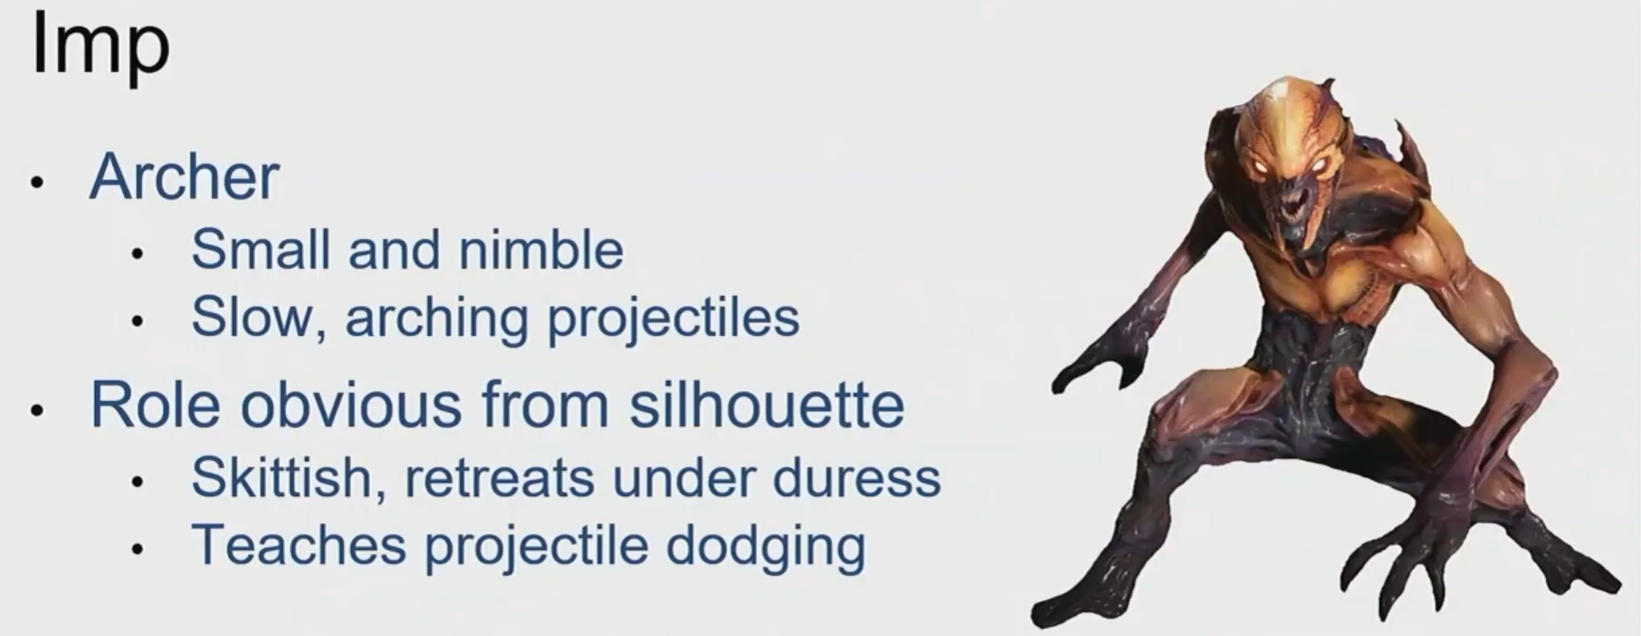 Imp
• Archer
• Small and nimble
• Slow, arching projectiles
• Role obvious from silhouette
• Skittish, retreats under duress
• Teaches projectile dodging